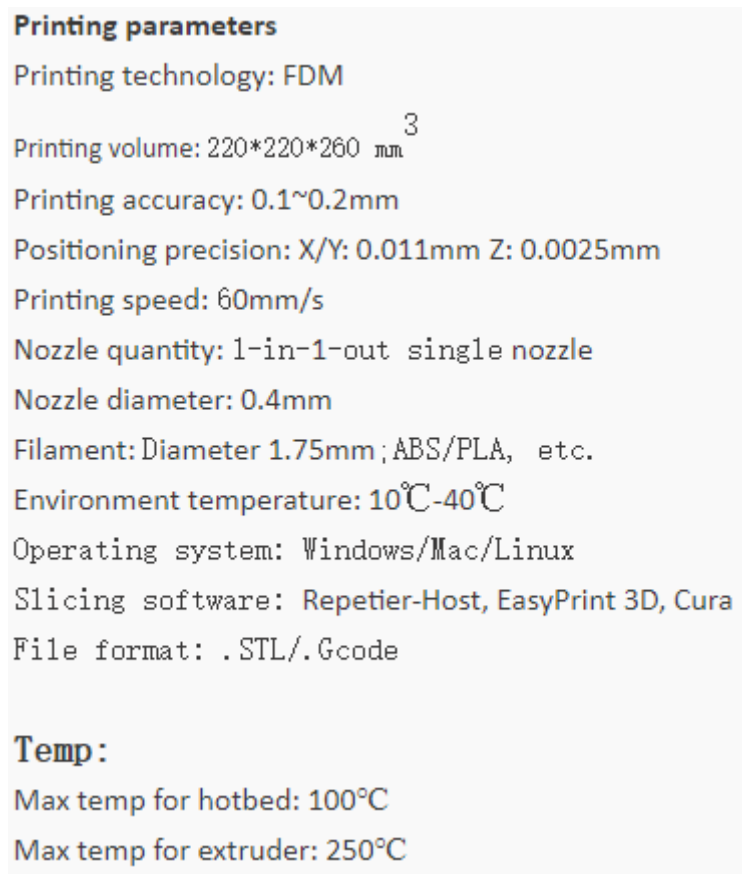 Printing parameters
Printing technology: FDM
Printing volume: 220*220*260 mm³
Printing accuracy: 0.1~0.2mm
Positioning precision: X/Y: 0.011mm Z: 0.0025mm
Printing speed: 60mm/s
Nozzle quantity: 1-in-1-out single nozzle
Nozzle diameter: 0.4mm
Filament: Diameter 1.75mm;ABS/PLA, etc.
Environment temperature: 10℃-40℃
Operating system: Windows/Mac/Linux
Slicing software: Repetier-Host, EasyPrint 3D, Cura
File format: .STL/.Gcode
Temp:
Max temp for hotbed: 100℃
Max temp for extruder: 250℃